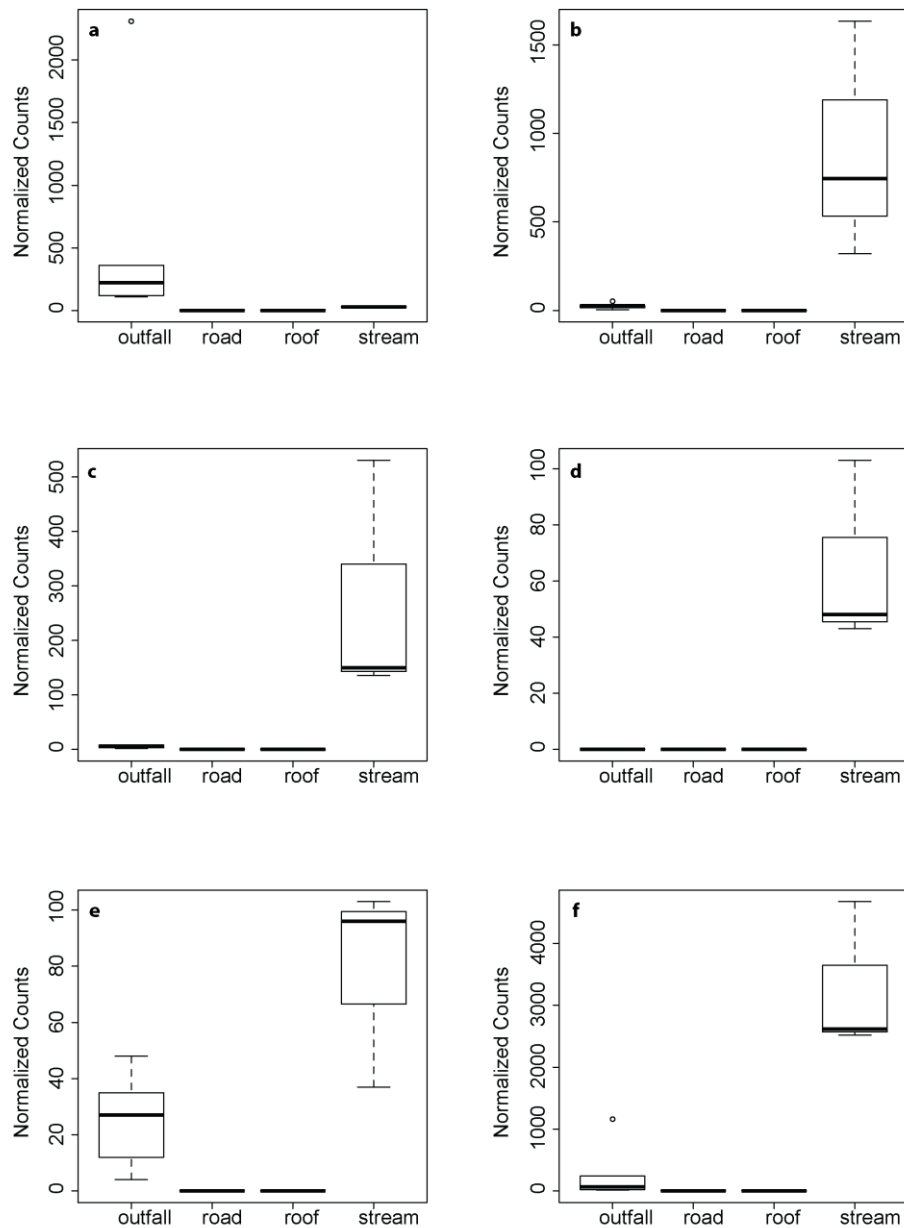 a
Normalized Counts
0 500 1000 1500 2000
outfall road roof stream
b
Normalized Counts
0 500 1000 1500
outfall road roof stream
c
Normalized Counts
0 100 200 300 400 500
outfall road roof stream
d
Normalized Counts
0 20 40 60 80 100
outfall road roof stream
e
Normalized Counts
0 20 40 60 80 100
outfall road roof stream
f
Normalized Counts
0 1000 2000 3000 4000
outfall road roof stream